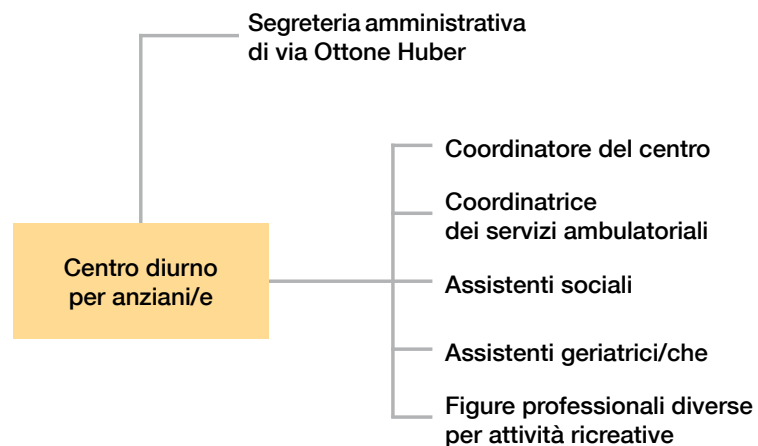 Segreteria amministrativa
di via Ottone Huber
Coordinatore del centro
Coordinatrice
dei servizi ambulatoriali
Centro diurno
per anziani/e
Assistenti sociali
Assistenti geriatrici/che
Figure professionali diverse
per attività ricreative